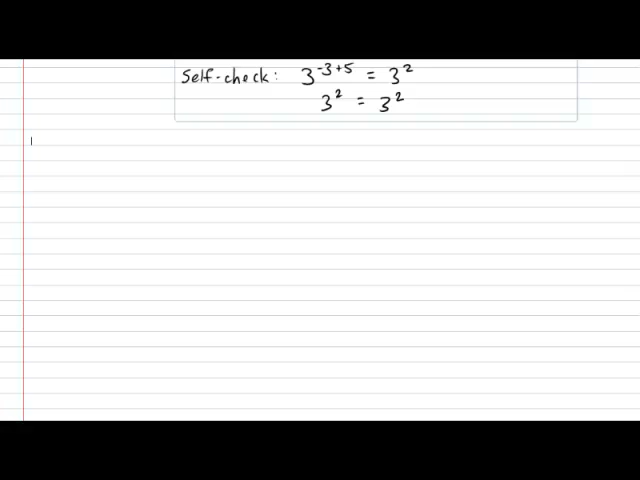 Self-check: 3^-3+5 = 3^2
3^2 = 3^2